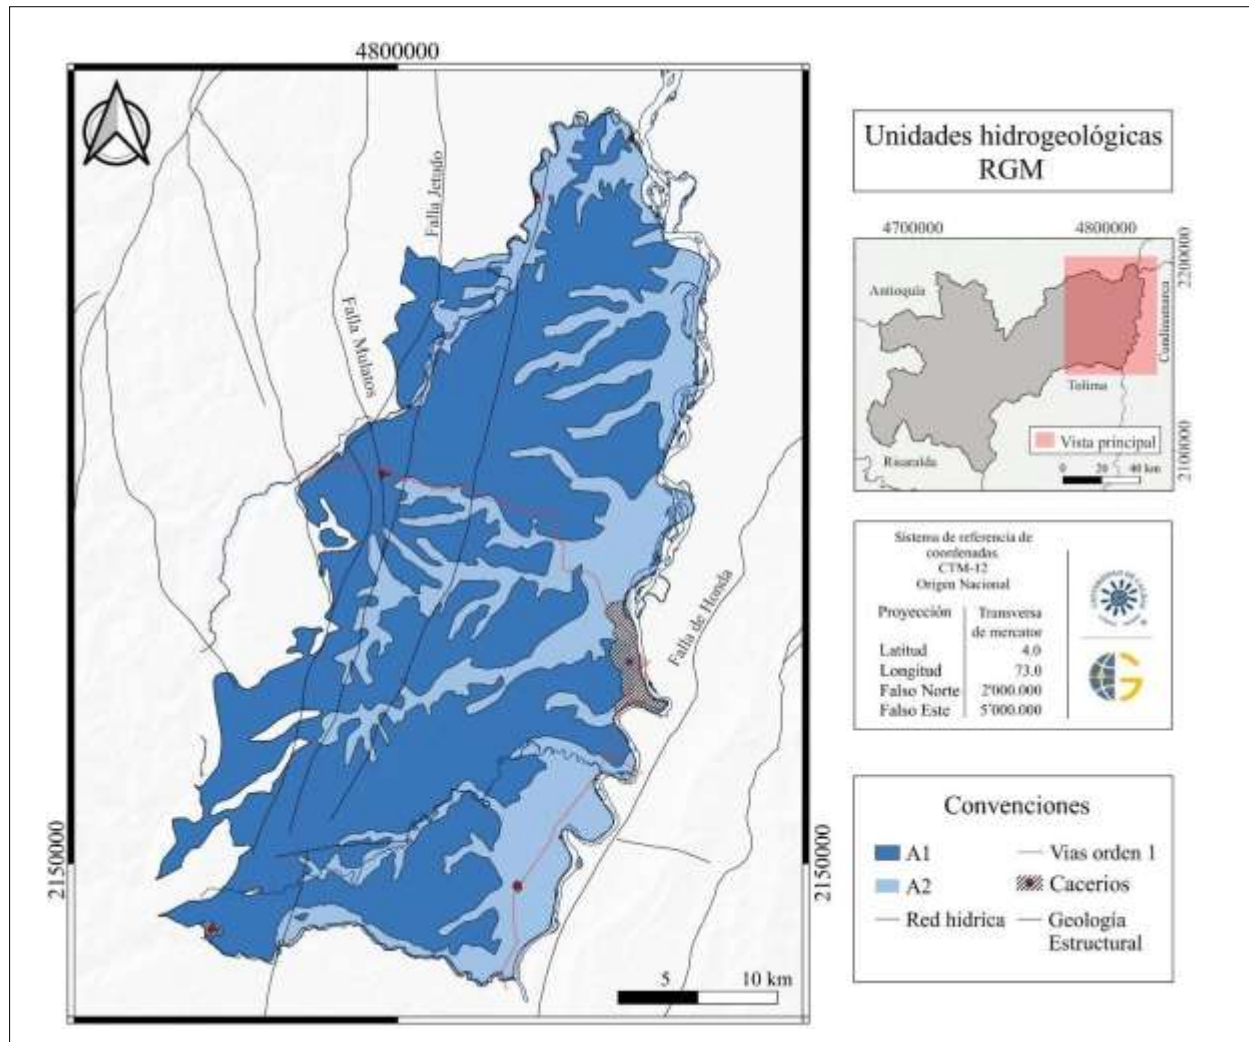 4800000
Falla Jetado
Falla Mulatos
Falla de Honda
2150000
2150000
5
10 km
Unidades hidrogeológicas
RGM
4700000
4800000
2200000
2100000
Antioquia
Cundinamarca
Tolima
Risaralda
Vista principal
0
20
40 km
Sistema de referencia de
coordenadas
CTM-12
Origen Nacional
Proyección
Transversa
de mercator
Latitud
4.0
Longitud
73.0
Falso Norte
2'000.000
Falso Este
5'000.000
Convenciones
A1
Vias orden 1
A2
Cacerios
Red hidrica
Geología
Estructural